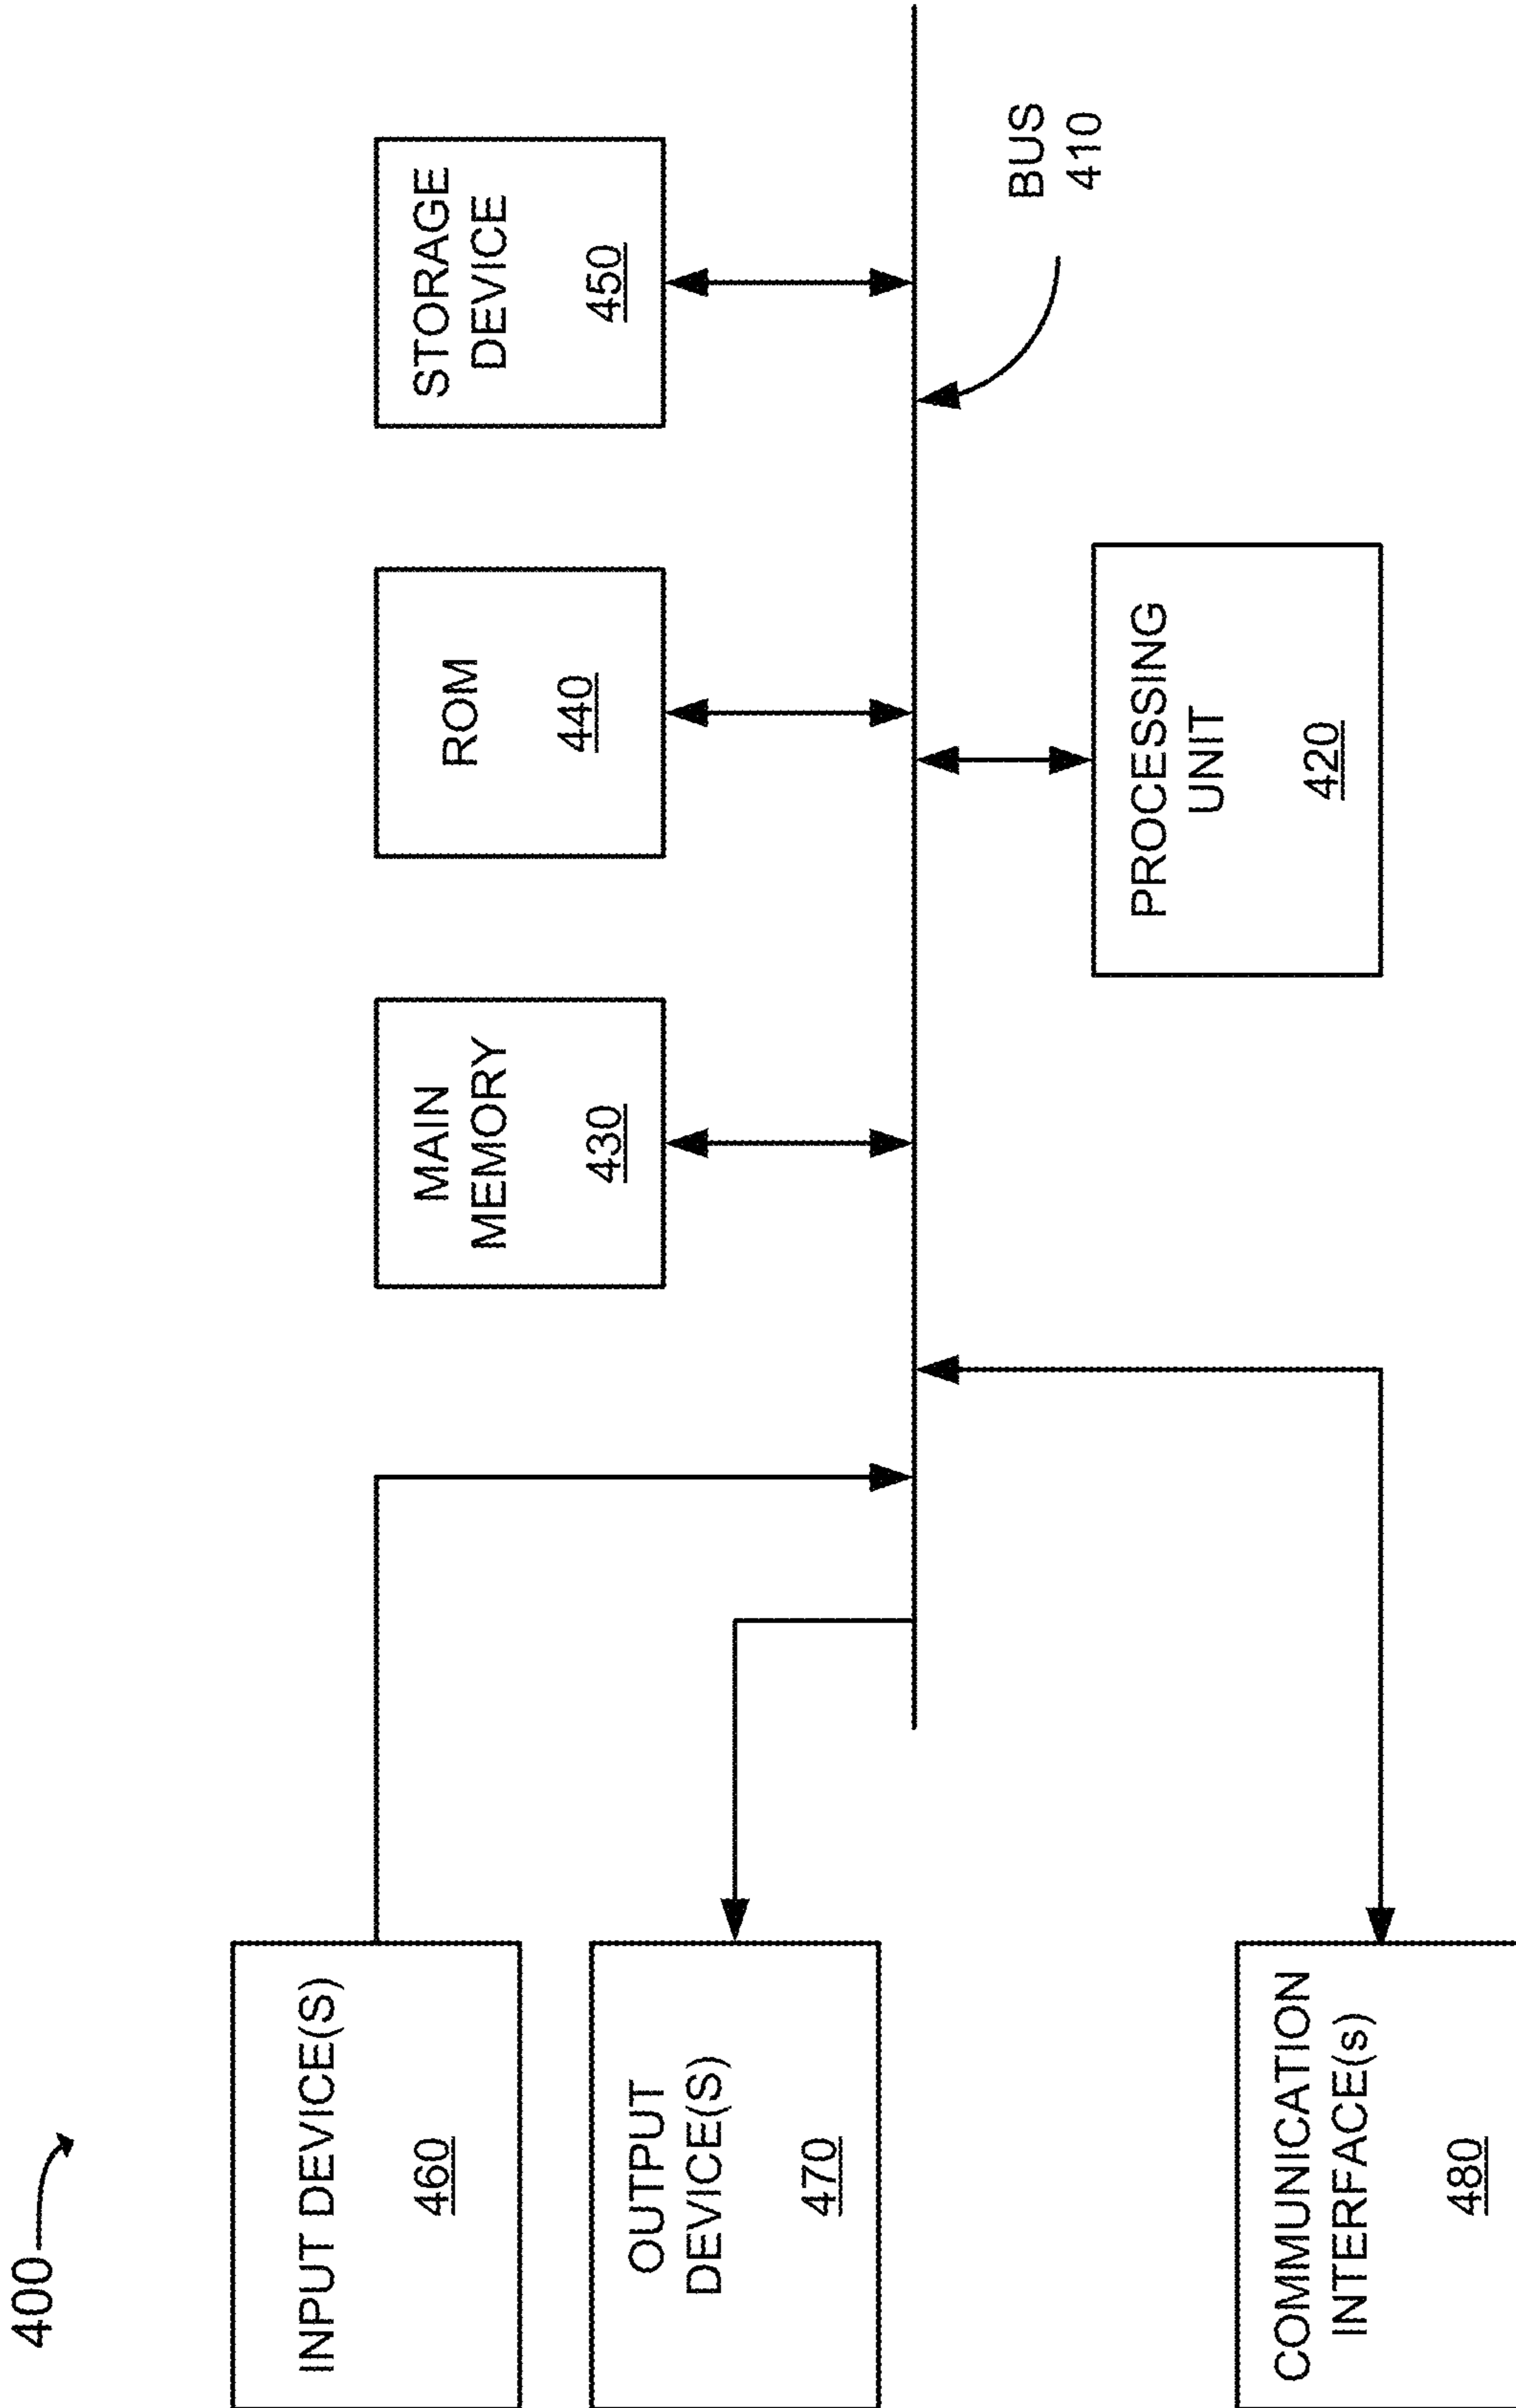 400
INPUT DEVICE(S)
460
OUTPUT
DEVICE(S)
470
COMMUNICATION
INTERFACE(s)
480
MAIN
MEMORY
430
ROM
440
STORAGE
DEVICE
450
PROCESSING
UNIT
420
BUS
410